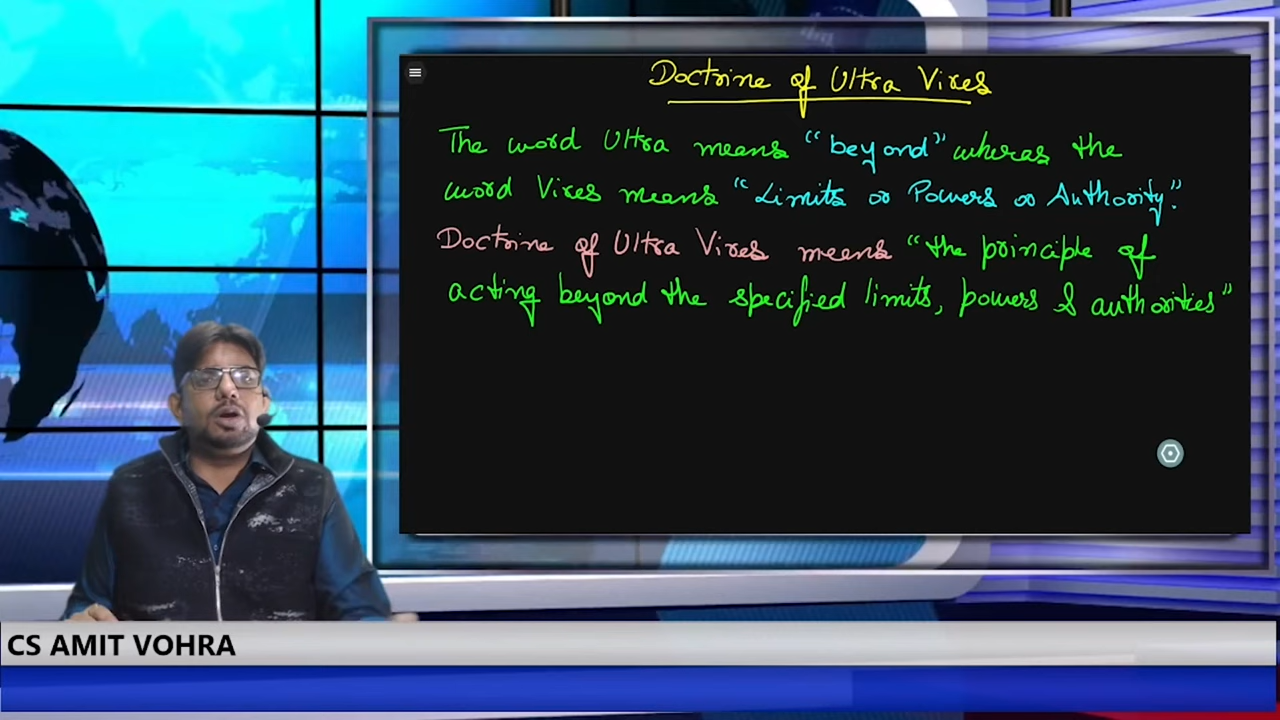 Doctrine of Ultra Vires
The word Ultra means "beyond" wheras the
word Vires means "Limits or Powers or Authority".
Doctrine of Ultra Vires means "the principle of
acting beyond the specified limits, powers & authorities"
CS AMIT VOHRA